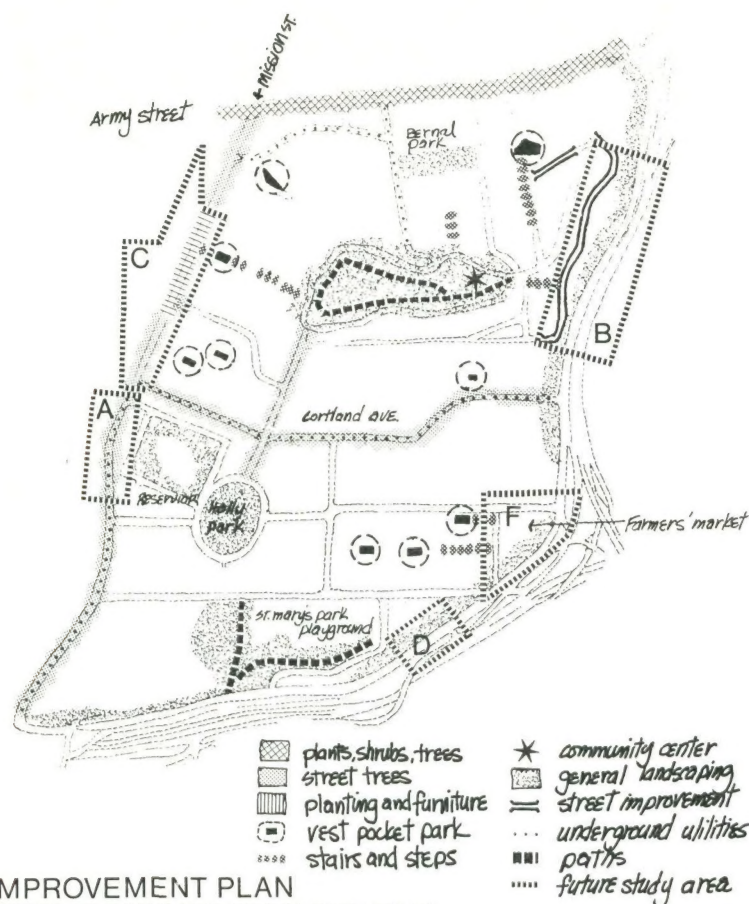 ←MISSION ST.
Army street
Bernal
park
C
B
A
cortland AVE.
RESERVOIR
holly
park
F
Farmers' market
ST. marys park
playground
D
plants, shrubs, trees
street trees
planting and furniture
vest pocket park
stairs and steps
community center
general landscaping
street improvement
underground utilities
paths
future study area
MPROVEMENT PLAN